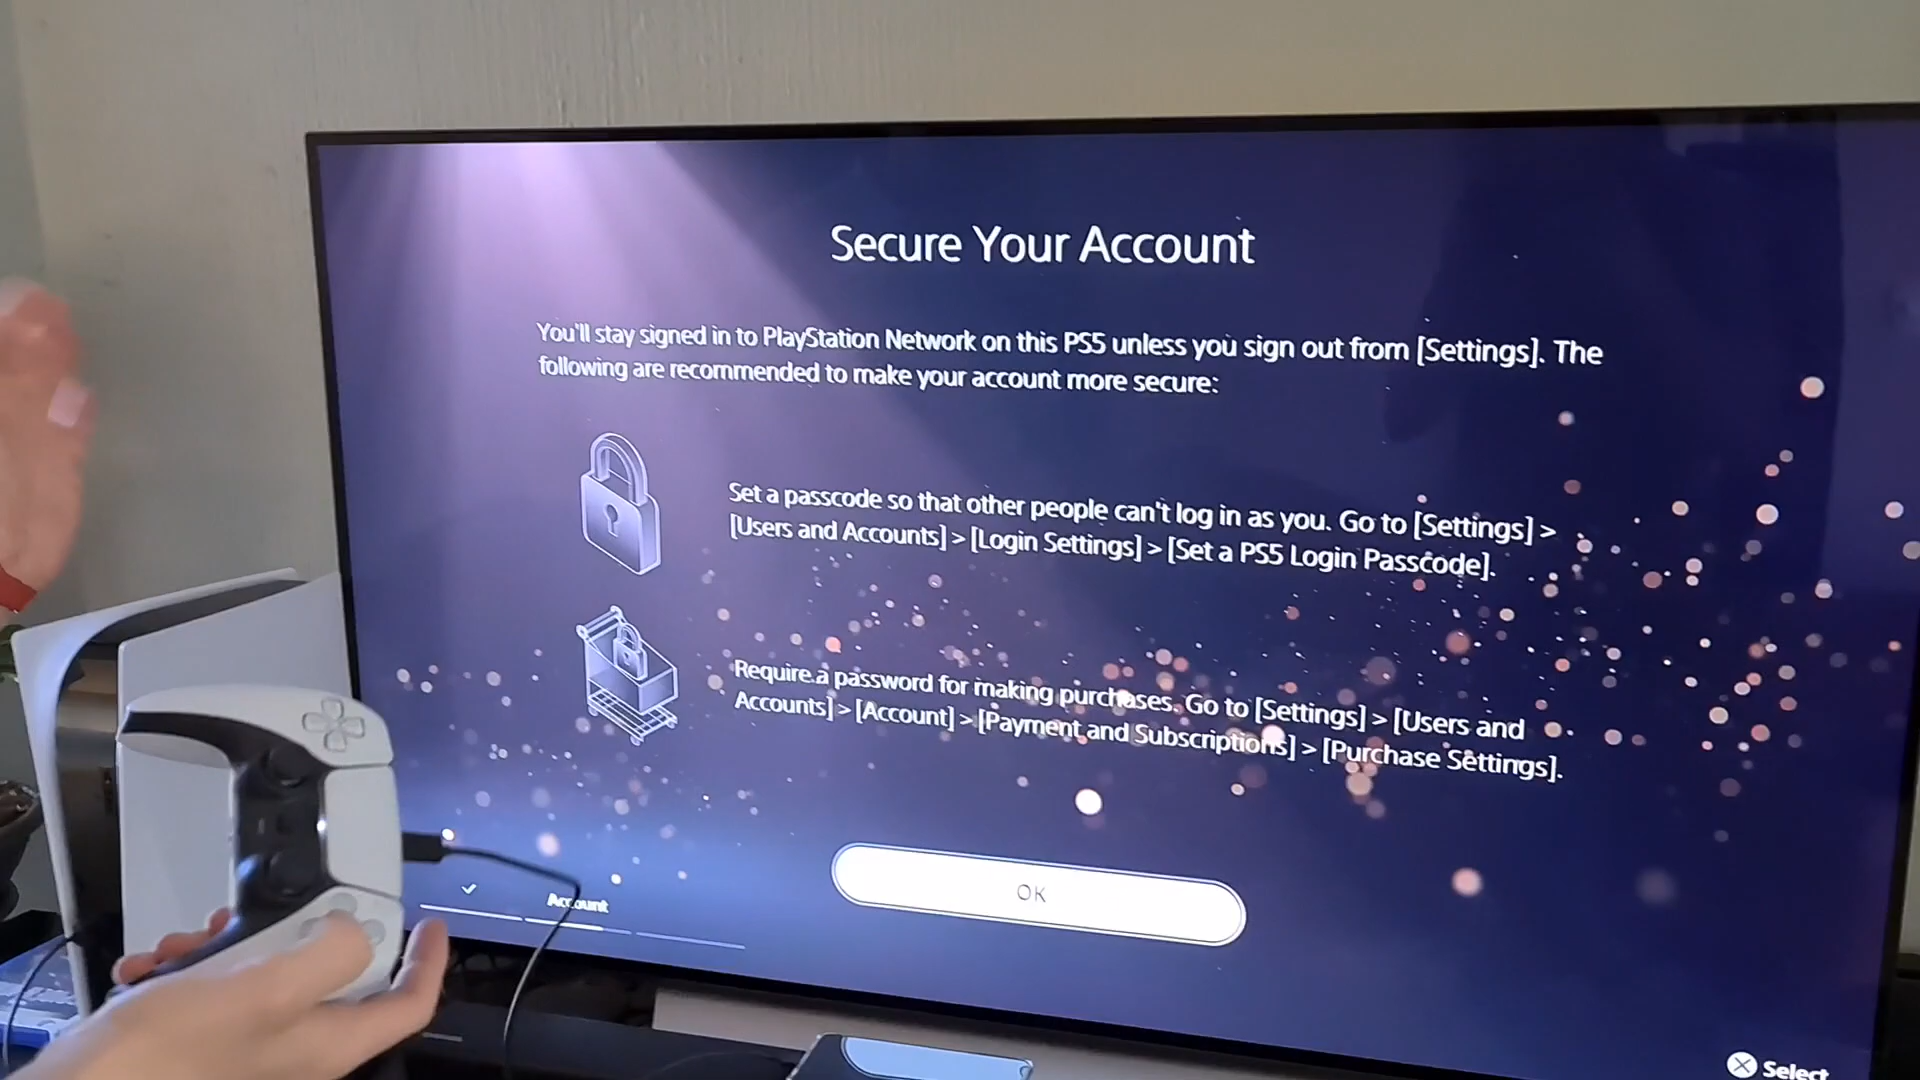 Secure Your Account
You'll stay signed in to PlayStation Network on this PS5 unless you sign out from [Settings]. The
following are recommended to make your account more secure:
Set a passcode so that other people can't log in as you. Go to [Settings] >
[Users and Accounts] > [Login Settings] > [Set a PS5 Login Passcode].
Require a password for making purchases. Go to [Settings] > [Users and
Accounts] > [Account] > [Payment and Subscriptions] > [Purchase Settings].
OK
Account
Select